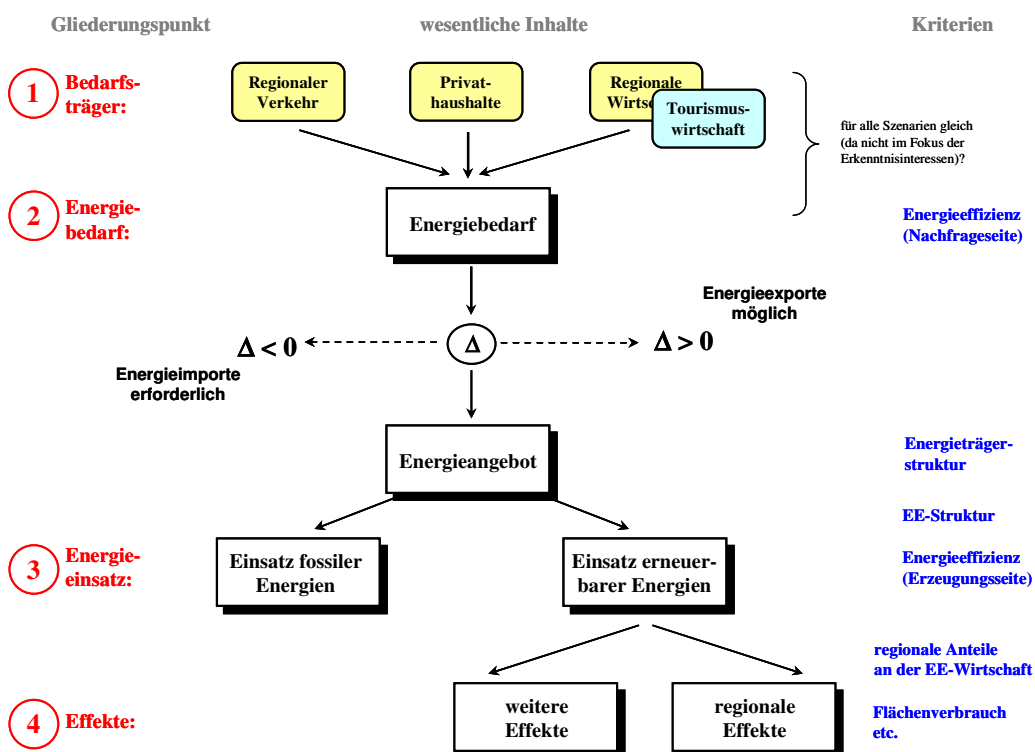 Gliederungspunkt
wesentliche Inhalte
Kriterien
1
Bedarfs-
träger:
Regionaler
Verkehr
Privat-
haushalte
Regionale
Tourismus-
wirtschaft
für alle Szenarien gleich
(da nicht im Fokus der
Erkenntnisinteressen)?
2
Energie-
bedarf:
Energiebedarf
Energieeffizienz
(Nachfrageseite)
Energieexporte
möglich
Δ < 0
Δ
Δ > 0
Energieimporte
erforderlich
Energieangebot
Energieträger-
struktur
EE-Struktur
3
Energie-
einsatz:
Einsatz fossiler
Energien
Einsatz erneuer-
barer Energien
Energieeffizienz
(Erzeugungsseite)
regionale Anteile
an der EE-Wirtschaft
4
Effekte:
weitere
Effekte
regionale
Effekte
Flächenverbrauch
etc.